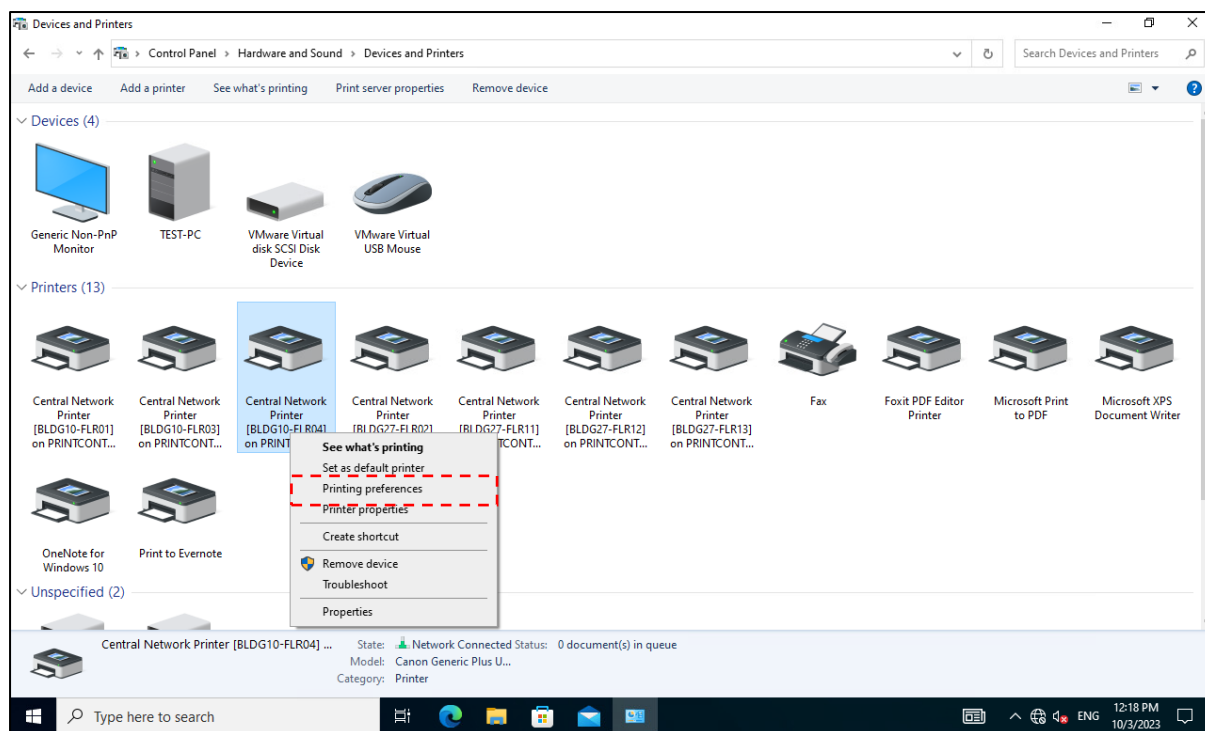 Devices and Printers
Control Panel > Hardware and Sound > Devices and Printers
Search Devices and Printers
Add a device Add a printer See what's printing Print server properties Remove device
Devices (4)
Generic Non-PnP
Monitor
TEST-PC
VMware Virtual
disk SCSI Disk
Device
VMware Virtual
USB Mouse
Printers (13)
Central Network
Printer
[BLDG10-FLR01]
on PRINTCONT...
Central Network
Printer
[BLDG10-FLR03]
on PRINTCONT...
Central Network
Printer
[BLDG10-FLR04]
on PRINT
Central Network
Printer
[BLDG27-FLR02]
Central Network
Printer
[BLDG27-FLR11]
TCONT...
Central Network
Printer
[BLDG27-FLR12]
on PRINTCONT...
Central Network
Printer
[BLDG27-FLR13]
on PRINTCONT...
Fax
Foxit PDF Editor
Printer
Microsoft Print
to PDF
Microsoft XPS
Document Writer
See what's printing
Set as default printer
Printing preferences
Printer properties
Create shortcut
Remove device
Troubleshoot
Properties
OneNote for
Windows 10
Print to Evernote
Unspecified (2)
Central Network Printer [BLDG10-FLR04] ...
State: Network Connected Status: 0 document(s) in queue
Model: Canon Generic Plus U...
Category: Printer
Type here to search
ENG
12:18 PM
10/3/2023